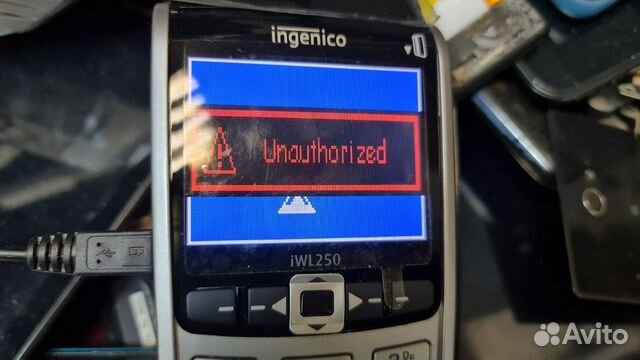 ingenico
Unauthorized
iWL250
Avito